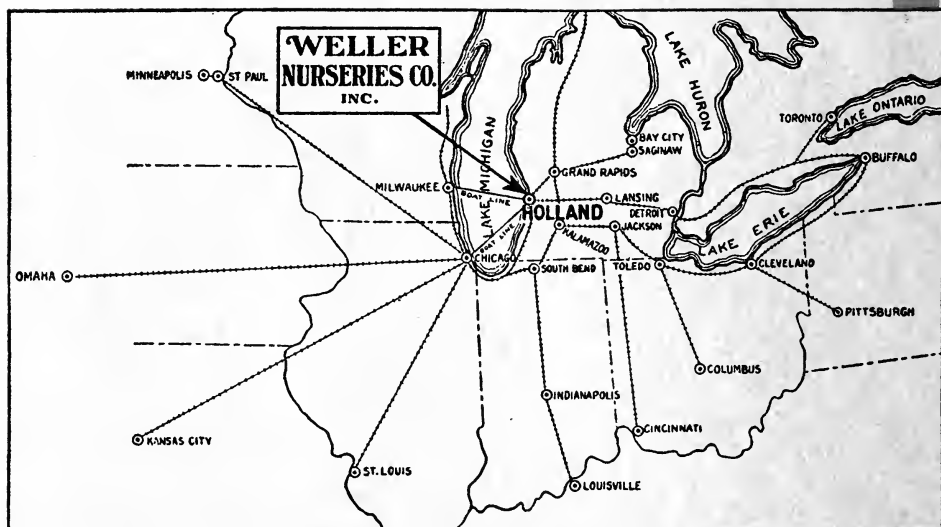 WELLER
NURSERIES CO.
INC.
MINNEAPOLIS
ST PAUL
LAKE HURON
LAKE ONTARIO
TORONTO
BAY CITY
SAGINAW
BUFFALO
LAKE MICHIGAN
GRAND RAPIDS
MILWAUKEE
BOAT LINE
LANSING
HOLLAND
DETROIT
JACKSON
LAKE ERIE
BOAT LINE
KALAMAZOO
CHICAGO
SOUTH BEND
TOLEDO
CLEVELAND
OMAHA
PITTSBURGH
COLUMBUS
INDIANAPOLIS
CINCINNATI
KANSAS CITY
ST. LOUIS
LOUISVILLE